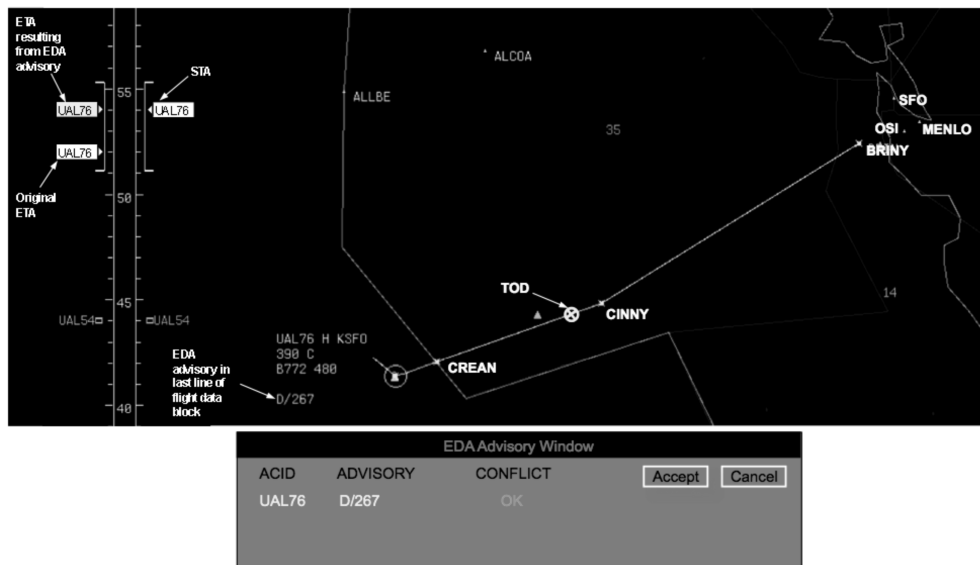 ETA
resulting
from EDA
advisory
STA
UAL76
UAL76
UAL76
Original
ETA
55
50
45
40
UAL54
UAL54
ALCOA
ALLBE
35
SFO
OSI
MENLO
BRINY
TOD
CINNY
14
CREAN
UAL76 H KSFO
390 C
B772 480
D/267
EDA
advisory in
last line of
flight data
block
EDA Advisory Window
ACID ADVISORY CONFLICT Accept Cancel
UAL76 D/267 OK